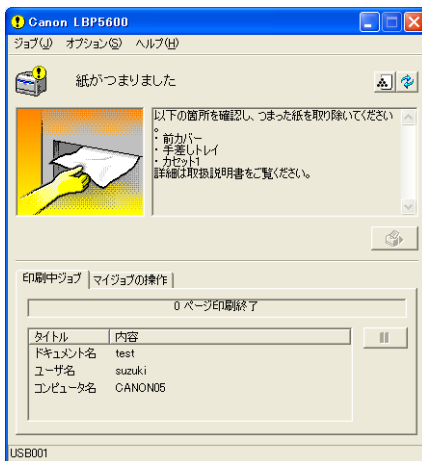 Canon LBP5600
ジョブ(J) オプション(S) ヘルプ(H)
紙がつまりました
以下の箇所を確認し、つまった紙を取り除いてください
。
・前カバー
・手差しトレイ
・カセット1
詳細は取扱説明書をご覧ください。
印刷中ジョブ マイジョブの操作
0 ページ印刷終了
タイトル 内容
ドキュメント名 test
ユーザ名 suzuki
コンピュータ名 CANON05
USB001